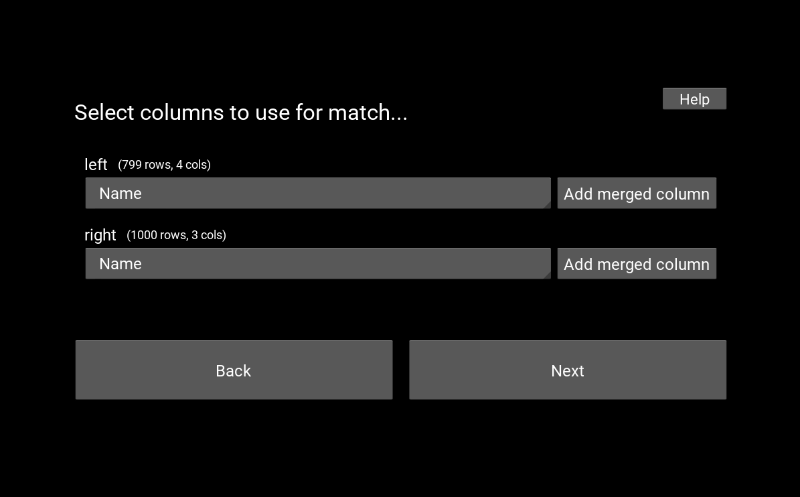 Help
Select columns to use for match...
left (799 rows, 4 cols)
Name Add merged column
right (1000 rows, 3 cols)
Name Add merged column
Back Next